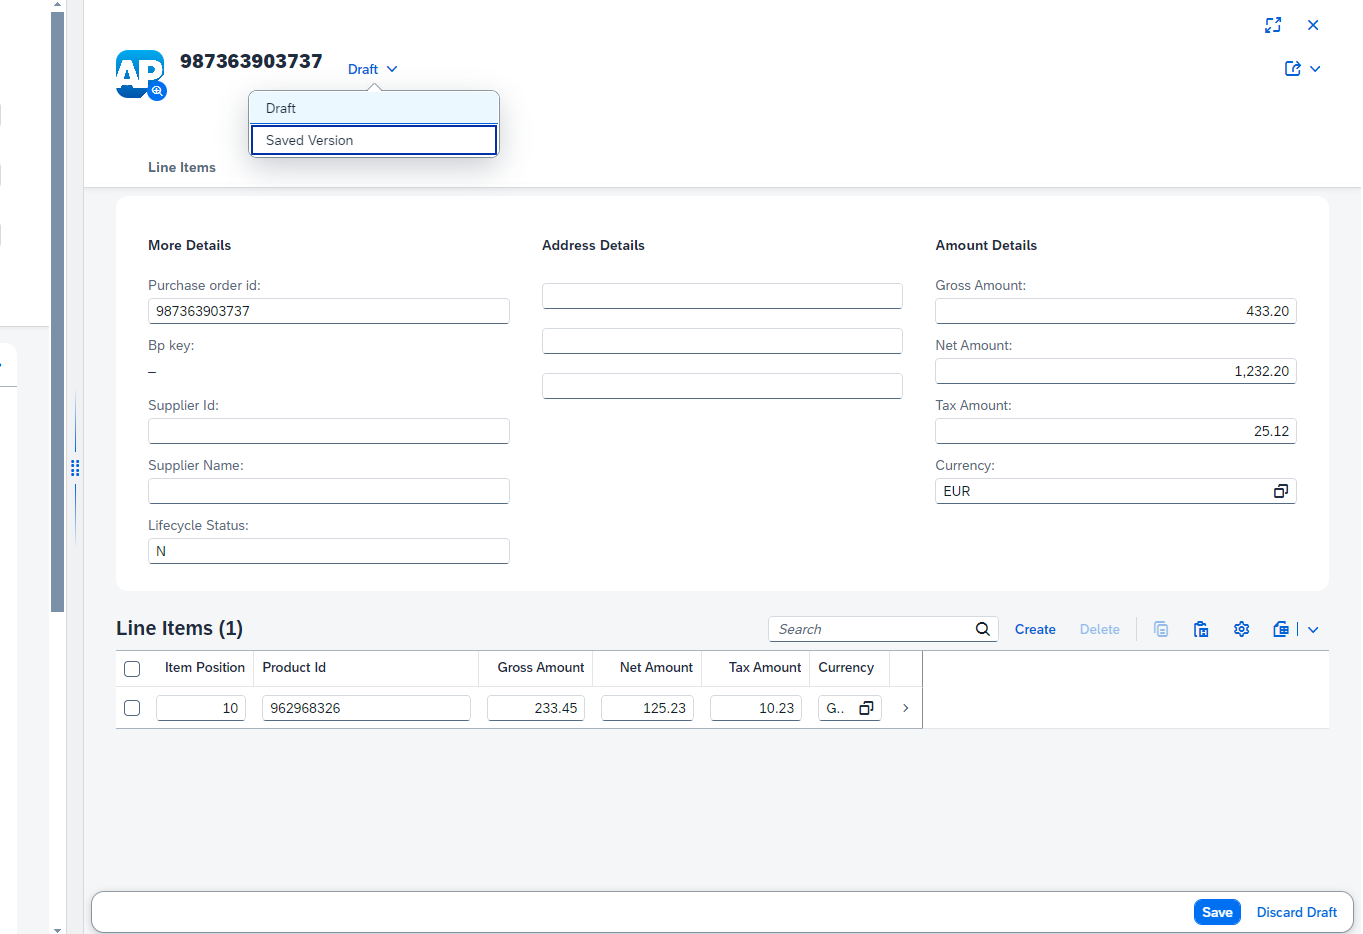 AP
987363903737
Draft
Draft
Saved Version
Line Items
More Details
Address Details
Amount Details
Purchase order id:
987363903737
Bp key:
–
Supplier Id:
Supplier Name:
Lifecycle Status:
N
Gross Amount:
433.20
Net Amount:
1,232.20
Tax Amount:
25.12
Currency:
EUR
Line Items (1)
Search
Create
Delete
Item Position Product Id Gross Amount Net Amount Tax Amount Currency
10 962968326 233.45 125.23 10.23 G..
Save
Discard Draft